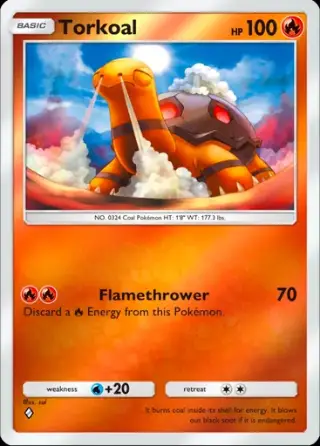 BASIC Torkoal HP 100
NO. 0324 Coal Pokémon HT: 1'8" WT: 177.3 lbs.
Flamethrower 70
Discard a Energy from this Pokémon.
weakness +20 retreat
Illus. sui
It burns coal inside its shell for energy. It blows
out black soot if it is endangered.